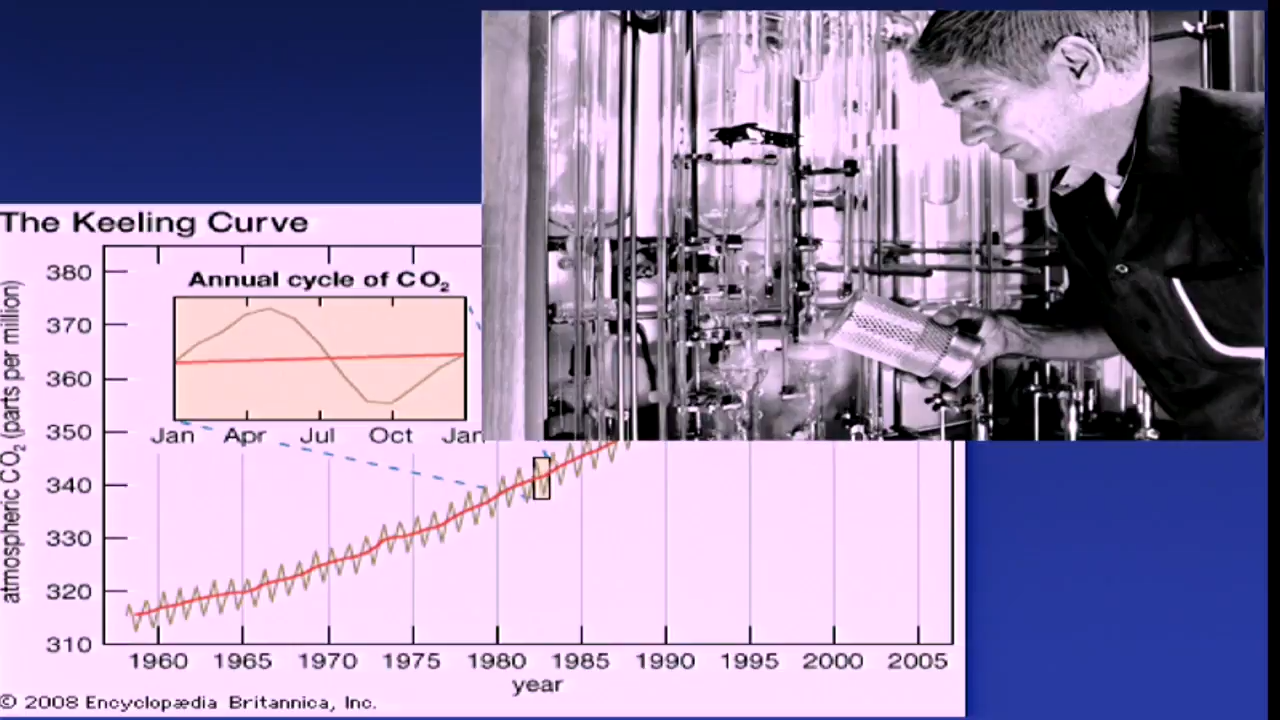 The Keeling Curve
Annual cycle of CO₂
380
370
360
350
340
330
320
310
atmospheric CO₂ (parts per million)
Jan Apr Jul Oct Jan
1960 1965 1970 1975 1980 1985 1990 1995 2000 2005
year
© 2008 Encyclopædia Britannica, Inc.